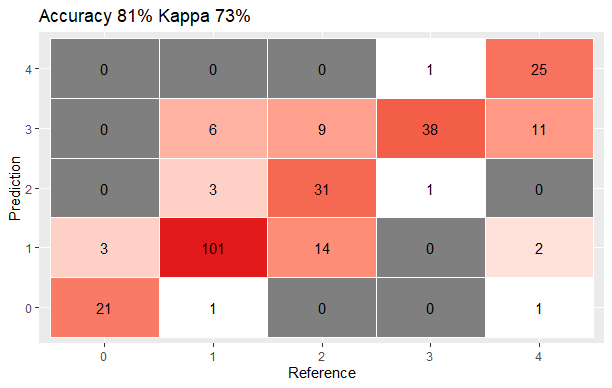 Accuracy 81% Kappa 73%
4 0 0 0 1 25
3 0 6 9 38 11
Prediction
2 0 3 31 1 0
1 3 101 14 0 2
0 21 1 0 0 1
0 1 2 3 4
Reference